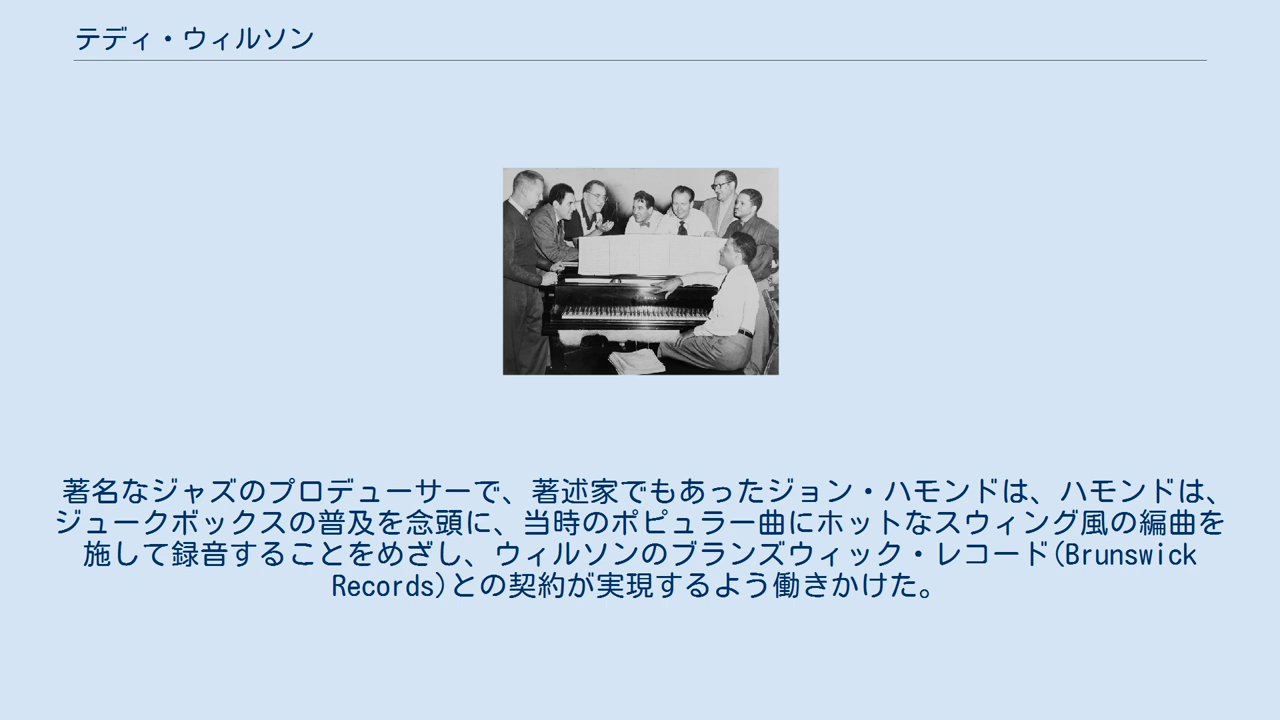 テディ・ウィルソン
著名なジャズのプロデューサーで、著述家でもあったジョン・ハモンドは、ハモンドは、
ジュークボックスの普及を念頭に、当時のポピュラー曲にホットなスウィング風の編曲を
施して録音することをめざし、ウィルソンのブランズウィック・レコード(Brunswick
Records)との契約が実現するよう働きかけた。